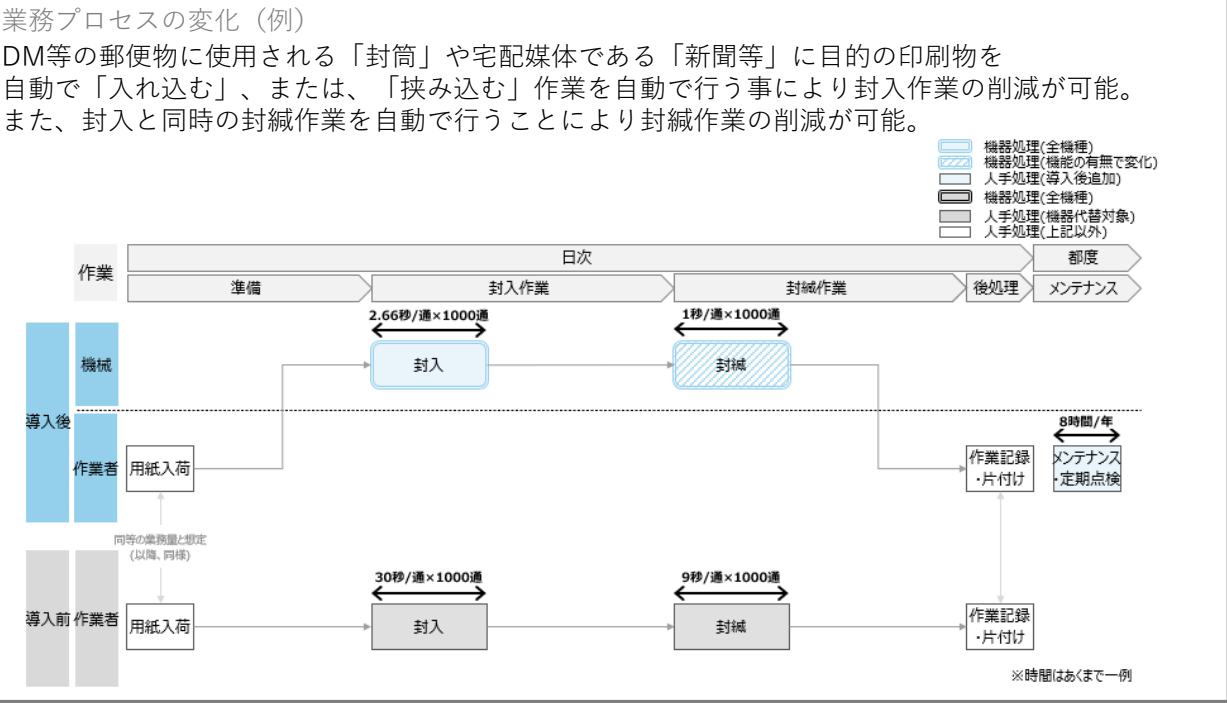 業務プロセスの変化（例）
DM等の郵便物に使用される「封筒」や宅配媒体である「新聞等」に目的の印刷物を
自動で「入れ込む」、または、「挟み込む」作業を自動で行う事により封入作業の削減が可能。
また、封入と同時の封緘作業を自動で行うことにより封緘作業の削減が可能。
機器処理(全機種)
機器処理(機能の有無で変化)
人手処理(導入後追加)
機器処理(全機種)
人手処理(機器代替対象)
人手処理(上記以外)
作業
日次
都度
準備
封入作業
封緘作業
後処理
メンテナンス
2.66秒/通×1000通
1秒/通×1000通
導入後
機械
封入
封緘
作業者
用紙入荷
作業記録
・片付け
8時間/年
メンテナンス
・定期点検
同等の業務量と想定
(以降、同様)
30秒/通×1000通
9秒/通×1000通
導入前
作業者
用紙入荷
封入
封緘
作業記録
・片付け
※時間はあくまで一例